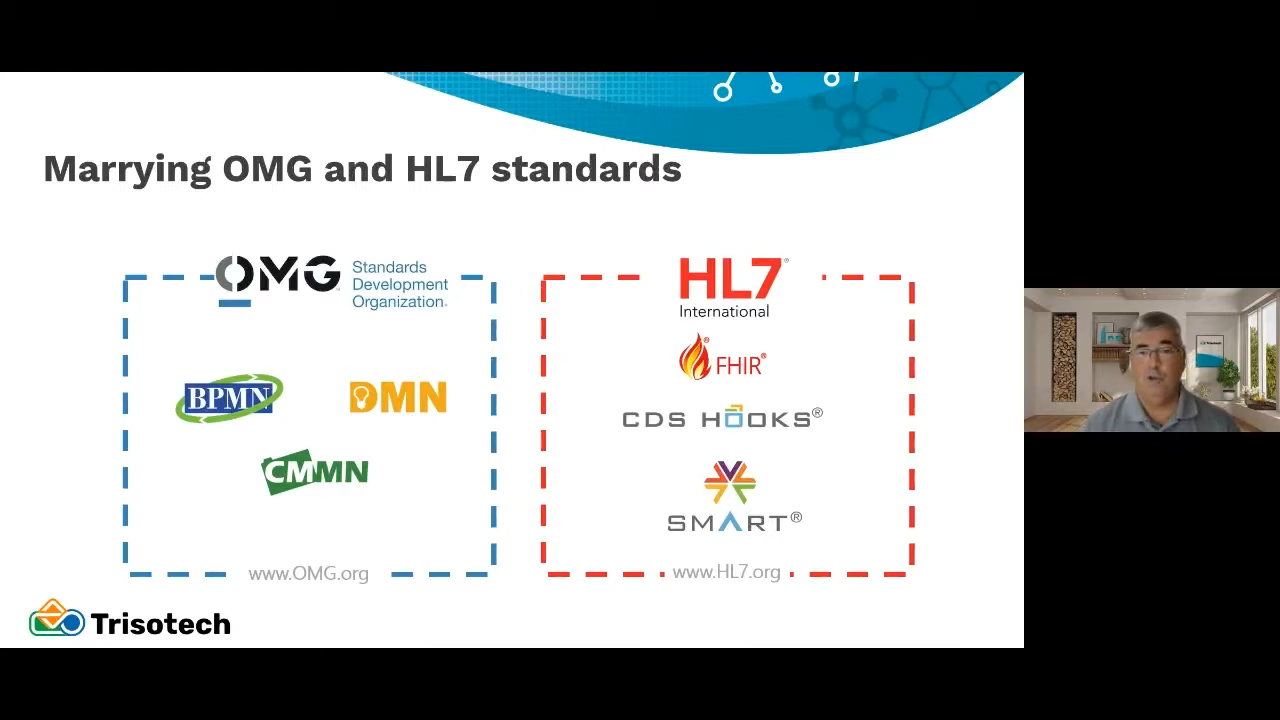 Marrying OMG and HL7 standards
OMG
Standards
Development
Organization
HL7®
International
BPMN
DMN
CMMN
FHIR®
CDS HOOKS®
SMART®
www.OMG.org
www.HL7.org
Trisotech
Trisotech